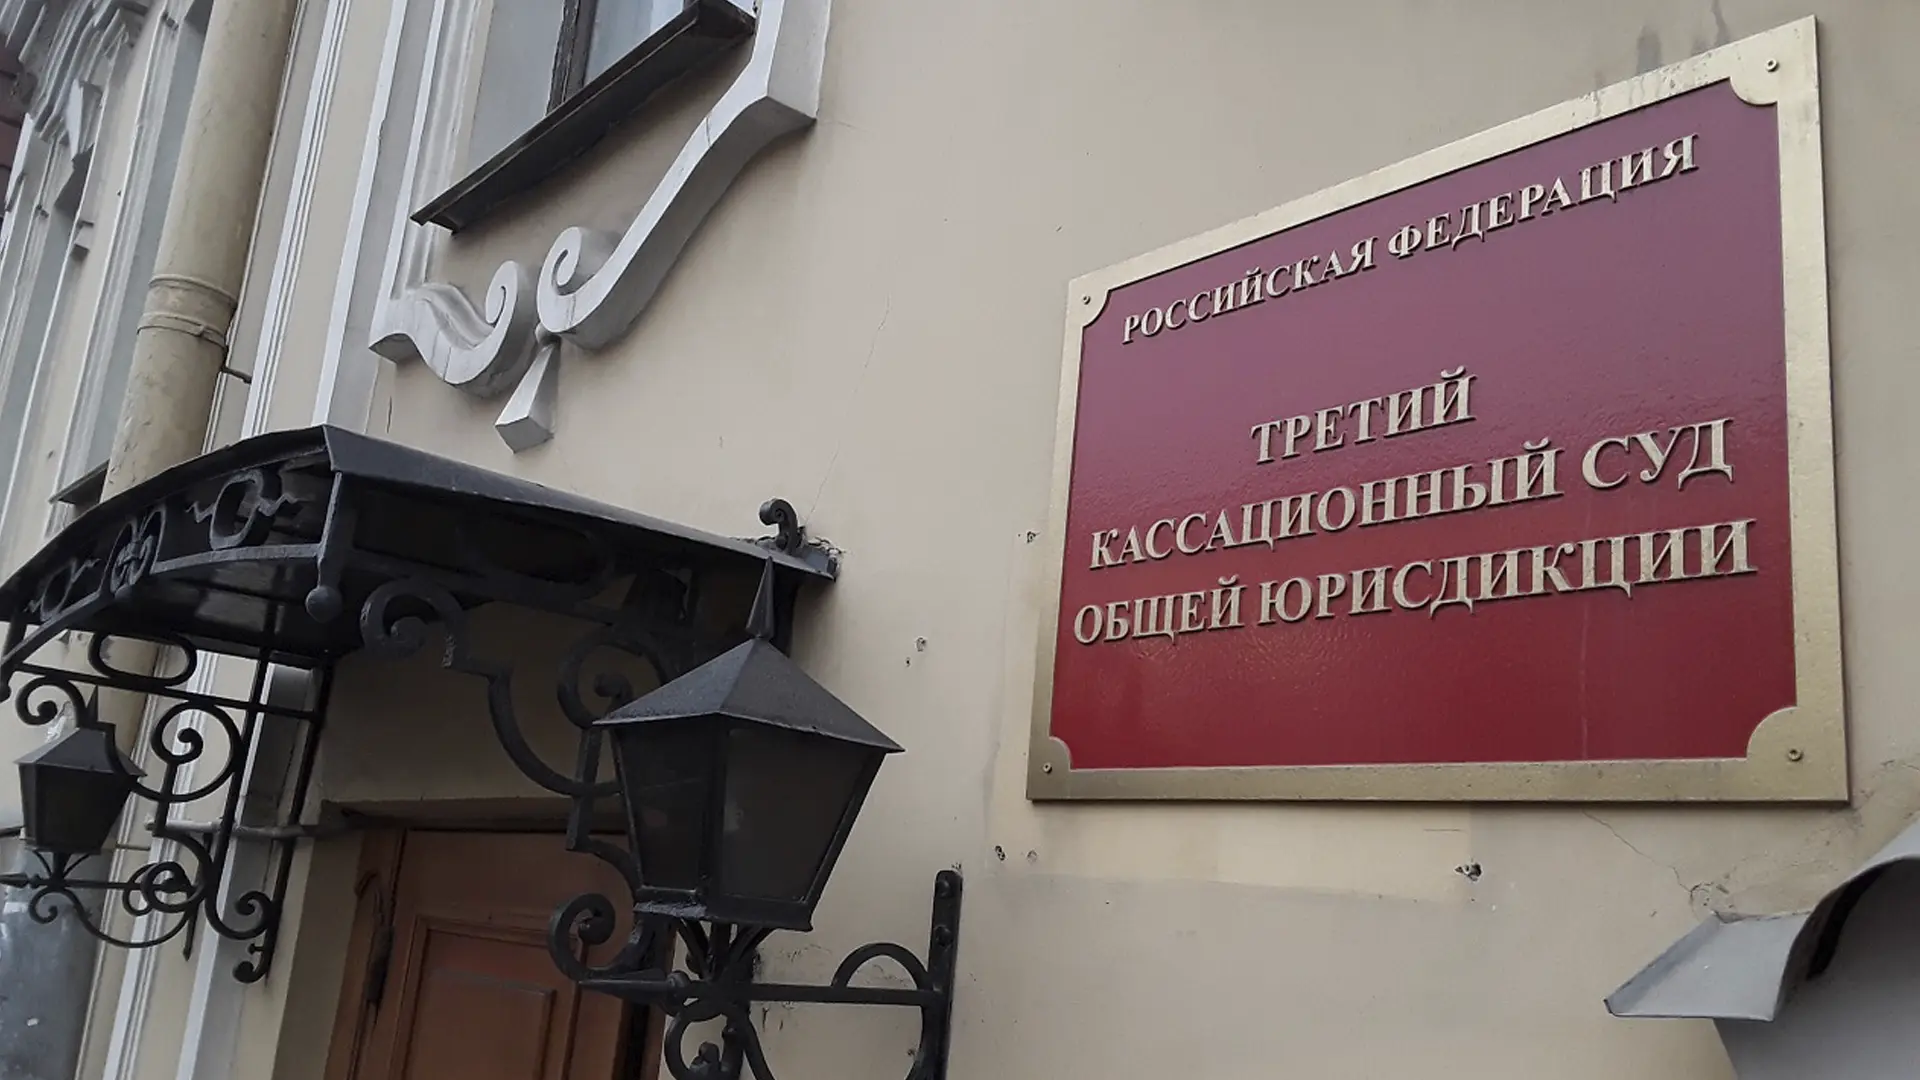 РОССИЙСКАЯ ФЕДЕРАЦИЯ
ТРЕТИЙ
КАССАЦИОННЫЙ СУД
ОБЩЕЙ ЮРИСДИКЦИИ